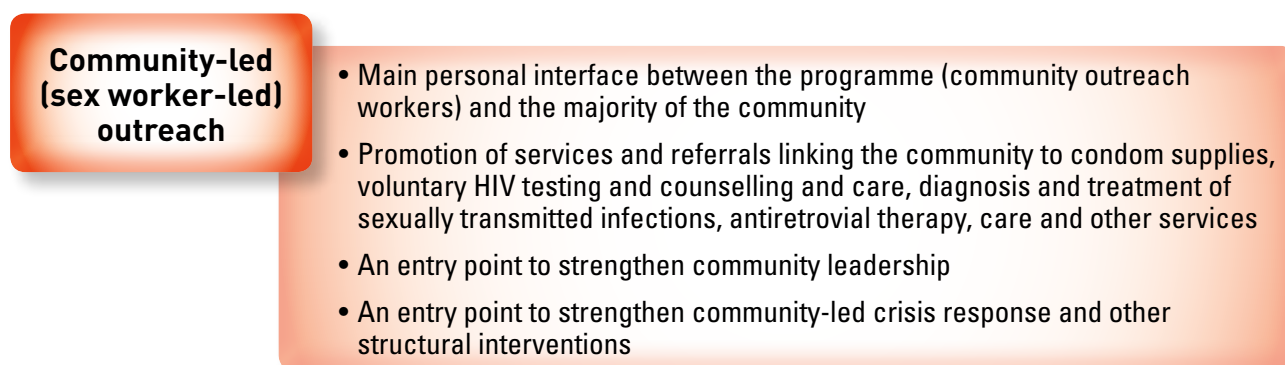 Community-led
(sex worker-led)
outreach
• Main personal interface between the programme (community outreach
workers) and the majority of the community
• Promotion of services and referrals linking the community to condom supplies,
voluntary HIV testing and counselling and care, diagnosis and treatment of
sexually transmitted infections, antiretrovial therapy, care and other services
• An entry point to strengthen community leadership
• An entry point to strengthen community-led crisis response and other
structural interventions